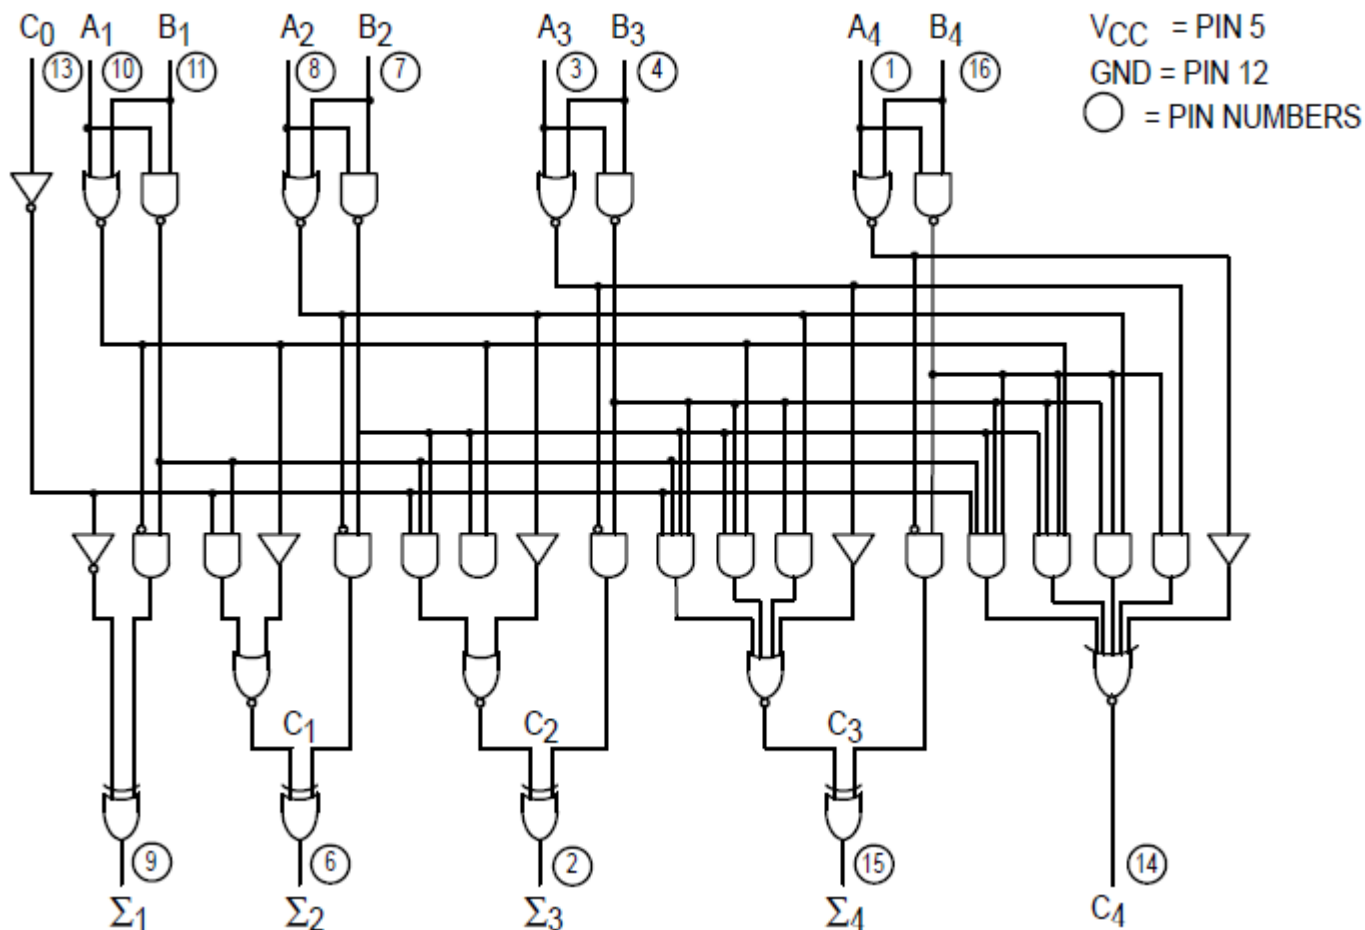 C0 A1 B1 A2 B2 A3 B3 A4 B4 VCC = PIN 5
13 10 11 8 7 3 4 1 16 GND = PIN 12
= PIN NUMBERS
C1 C2 C3
9 6 2 15 14
Σ1 Σ2 Σ3 Σ4 C4